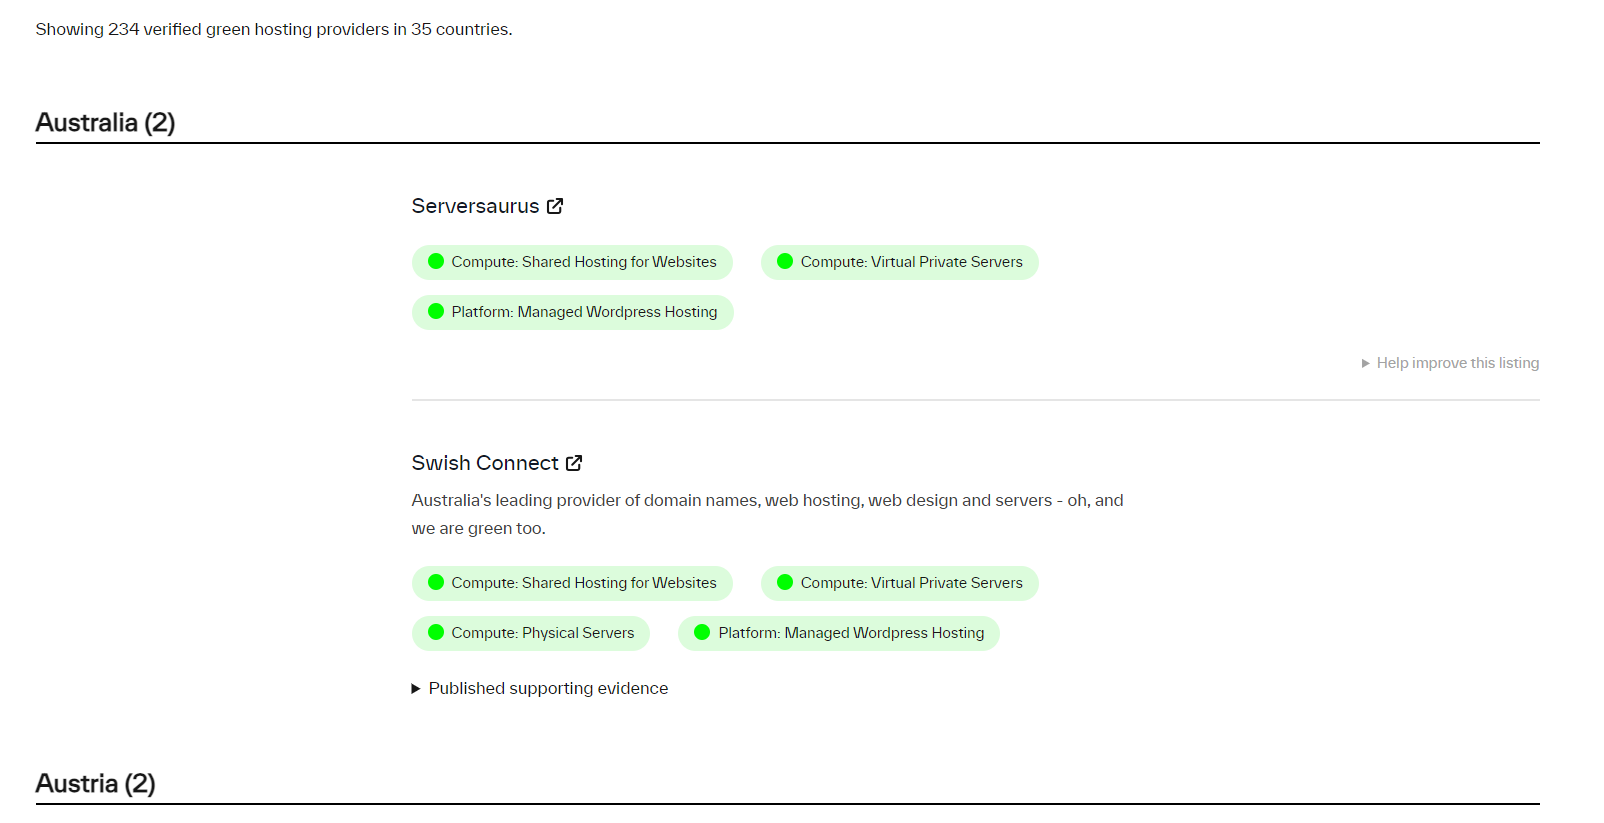 Showing 234 verified green hosting providers in 35 countries.
Australia (2)
Serversaurus
Compute: Shared Hosting for Websites
Compute: Virtual Private Servers
Platform: Managed Wordpress Hosting
Help improve this listing
Swish Connect
Australia's leading provider of domain names, web hosting, web design and servers - oh, and
we are green too.
Compute: Shared Hosting for Websites
Compute: Virtual Private Servers
Compute: Physical Servers
Platform: Managed Wordpress Hosting
Published supporting evidence
Austria (2)